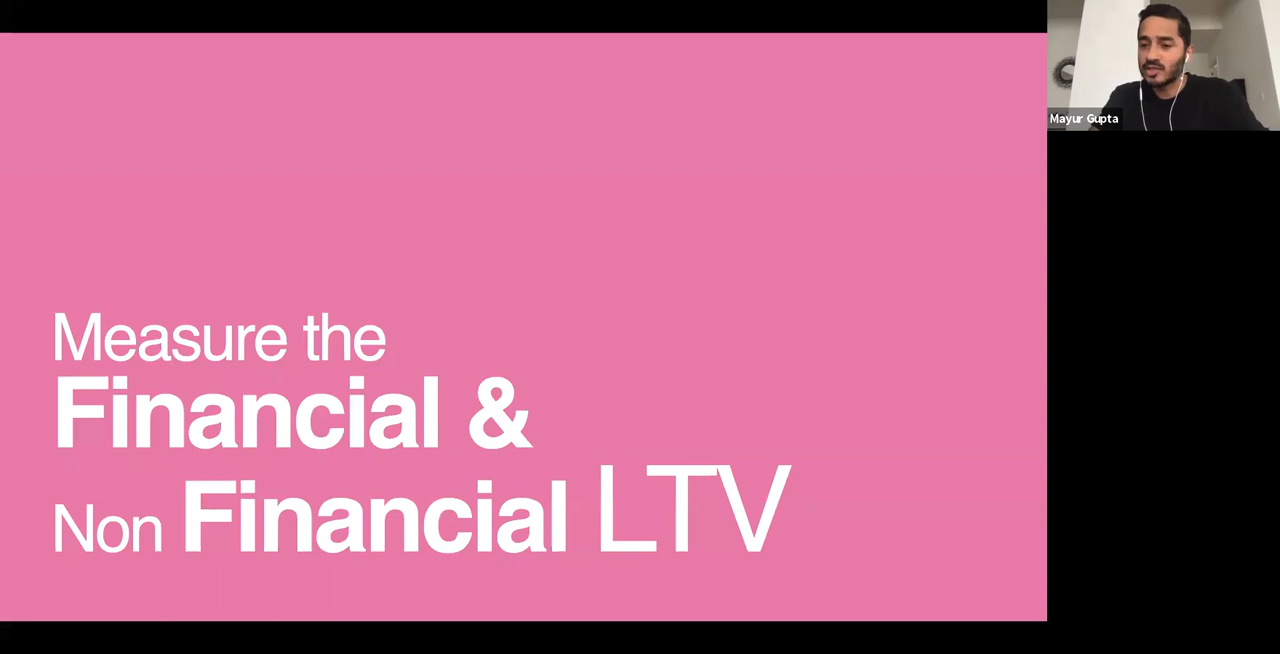 Measure the
Financial &
Non Financial LTV
Mayur Gupta